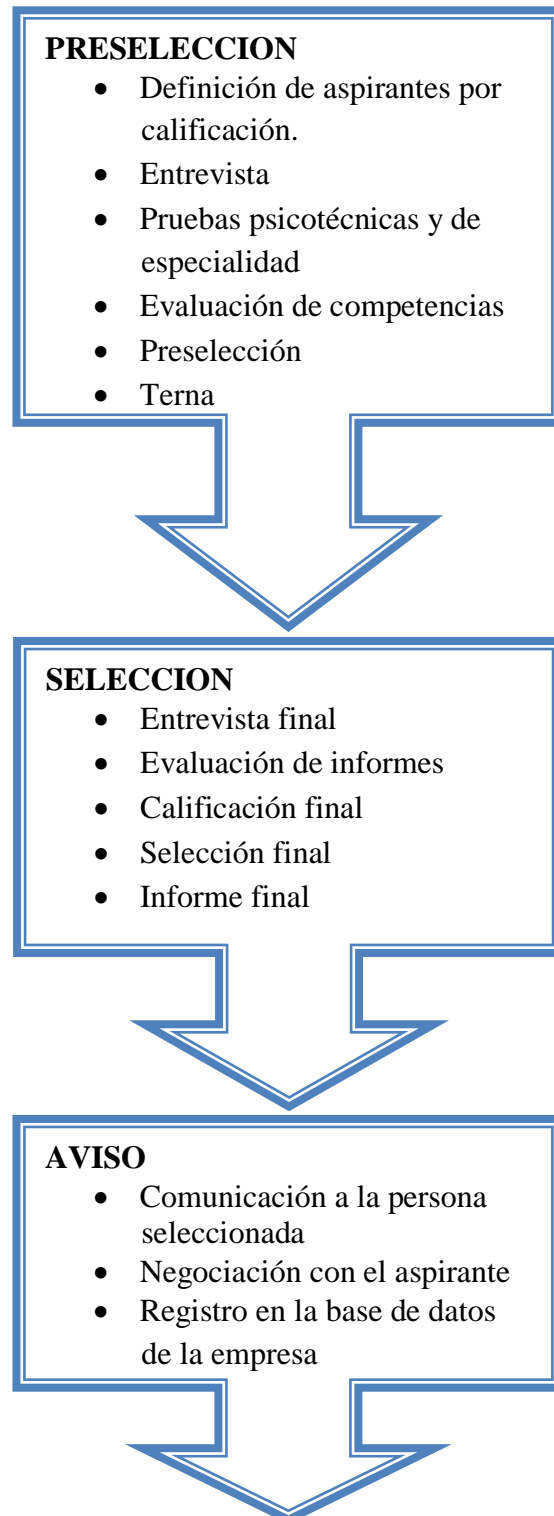 PRESELECCION
• Definición de aspirantes por
calificación.
• Entrevista
• Pruebas psicotécnicas y de
especialidad
• Evaluación de competencias
• Preselección
• Terna
SELECCION
• Entrevista final
• Evaluación de informes
• Calificación final
• Selección final
• Informe final
AVISO
• Comunicación a la persona
seleccionada
• Negociación con el aspirante
• Registro en la base de datos
de la empresa